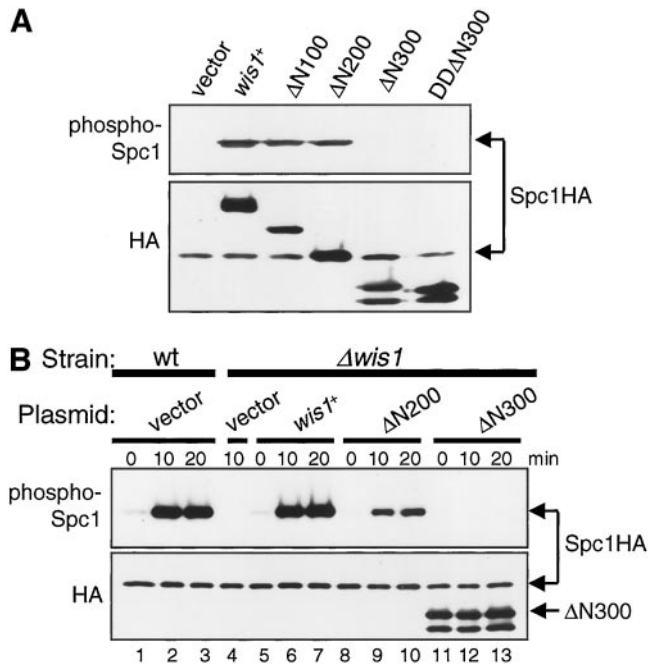 A
vector
wis1+
ΔN100
ΔN200
ΔN300
DDΔN300
phospho-
Spc1
HA
Spc1HA
B Strain: wt Δwis1
Plasmid: vector vector wis1+ ΔN200 ΔN300
0 10 20 10 0 10 20 0 10 20 0 10 20 min
phospho-
Spc1
HA
Spc1HA
ΔN300
1 2 3 4 5 6 7 8 9 10 11 12 13